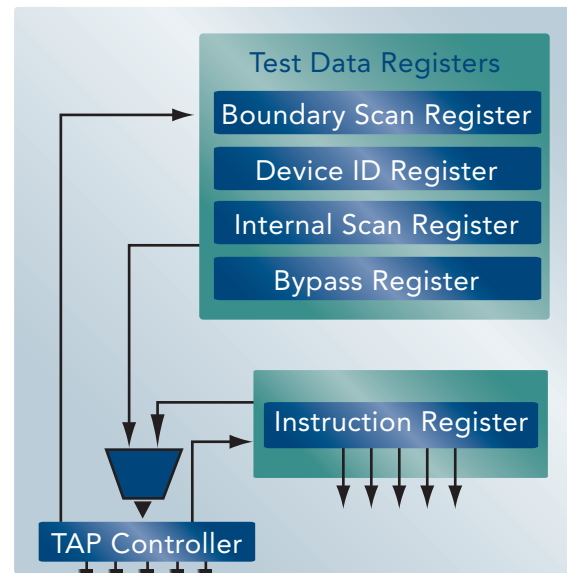 Test Data Registers
Boundary Scan Register
Device ID Register
Internal Scan Register
Bypass Register
Instruction Register
TAP Controller